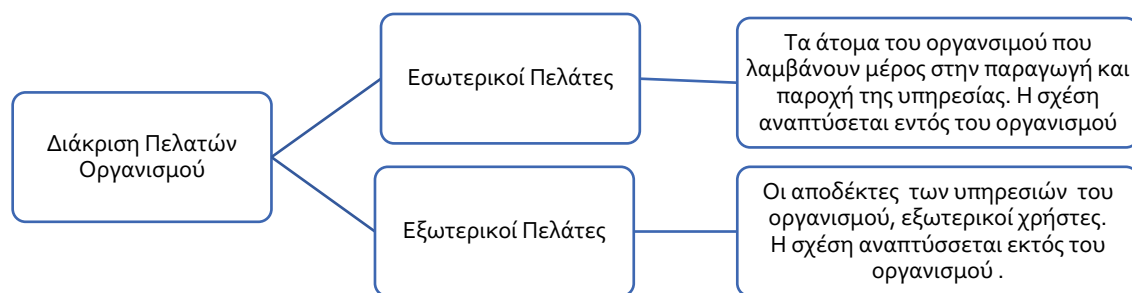 Διάκριση Πελατών
Οργανισμού
Εσωτερικοί Πελάτες
Τα άτομα του οργανσιμού που
λαμβάνουν μέρος στην παραγωγή και
παροχή της υπηρεσίας. Η σχέση
αναπτύσεται εντός του οργανισμού
Εξωτερικοί Πελάτες
Οι αποδέκτες των υπηρεσιών του
οργανισμού, εξωτερικοί χρήστες.
Η σχέση αναπτύσσεται εκτός του
οργανισμού .